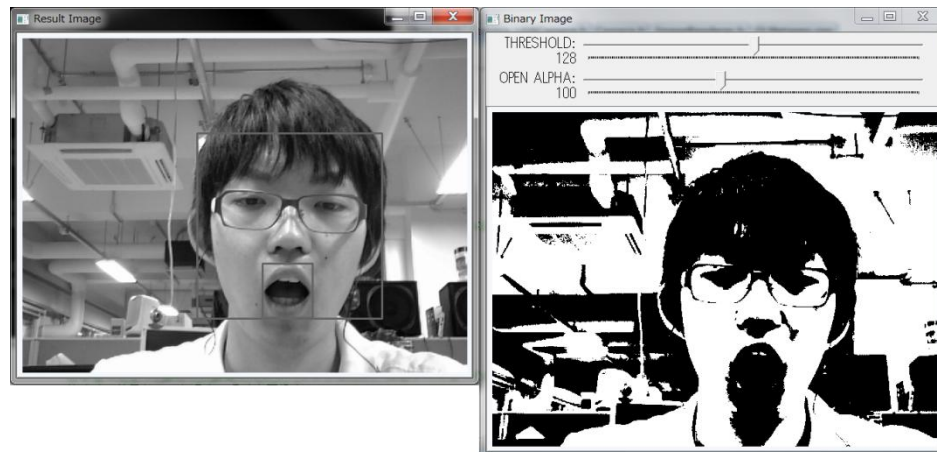 Result Image
Binary Image
THRESHOLD:
128
OPEN ALPHA:
100